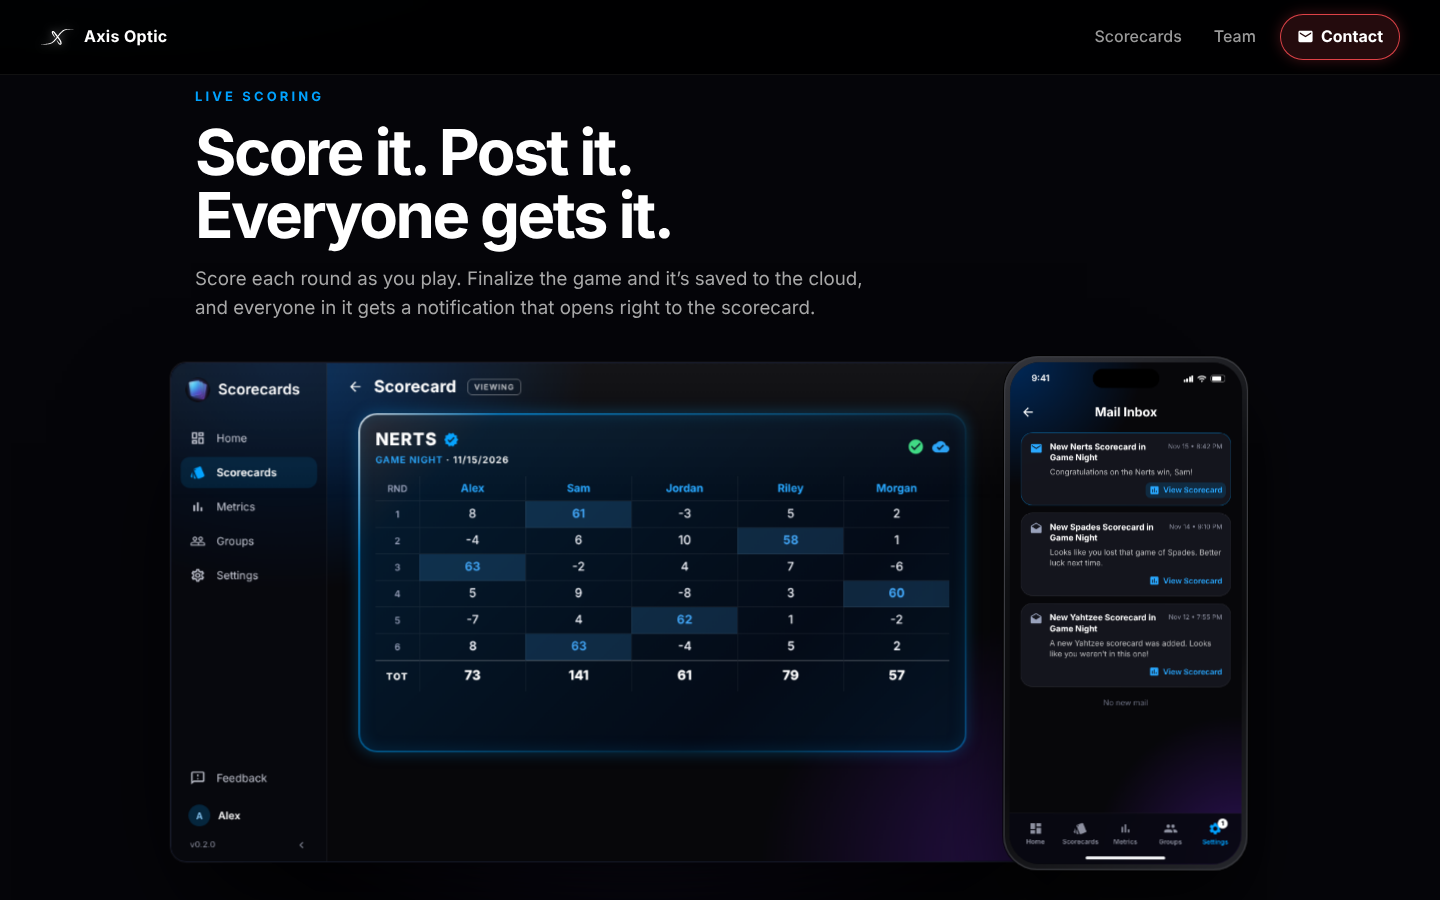 Axis Optic
Scorecards
Team
Contact
LIVE SCORING
Score it. Post it.
Everyone gets it.
Score each round as you play. Finalize the game and it’s saved to the cloud,
and everyone in it gets a notification that opens right to the scorecard.
Scorecards
Home
Scorecards
Metrics
Groups
Settings
Feedback
A Alex
v0.2.0
Scorecard VIEWING
NERTS
GAME NIGHT · 11/15/2026
RND Alex Sam Jordan Riley Morgan
1 8 61 -3 5 2
2 -4 6 10 58 1
3 63 -2 4 7 -6
4 5 9 -8 3 60
5 -7 4 62 1 -2
6 8 63 -4 5 2
TOT 73 141 61 79 57
9:41
Mail Inbox
New Nerts Scorecard in Nov 15 • 6:42 PM
Game Night
Congratulations on the Nerts win, Sam!
View Scorecard
New Spades Scorecard in Nov 14 • 9:10 PM
Game Night
Looks like you lost that game of Spades. Better
luck next time.
View Scorecard
New Yahtzee Scorecard in Nov 12 • 7:55 PM
Game Night
A new Yahtzee scorecard was added. Looks
like you weren't in this one!
View Scorecard
No new mail
1
Home Scorecards Metrics Groups Settings